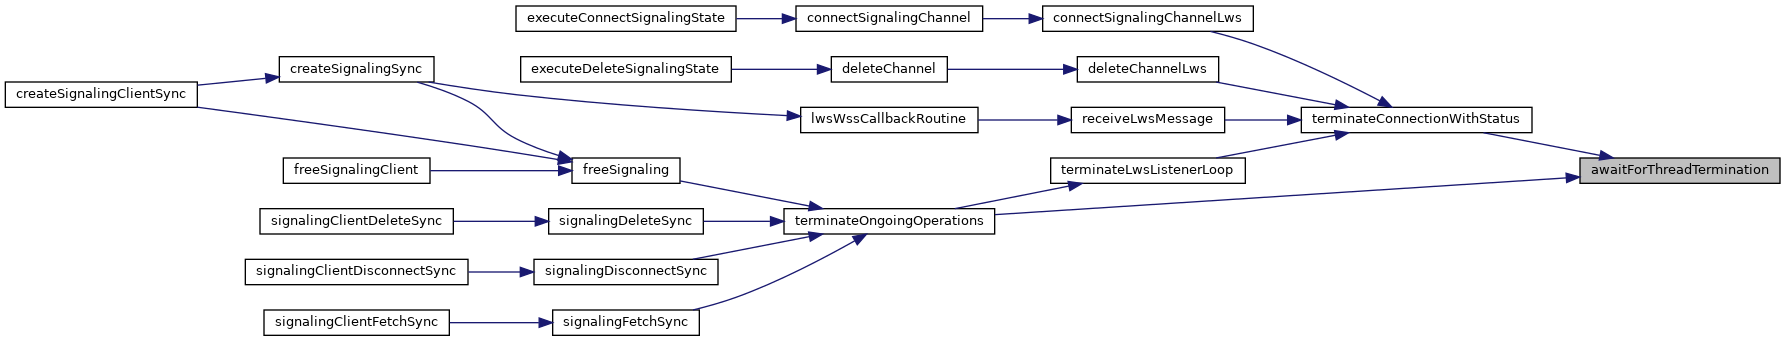 executeConnectSignalingState
connectSignalingChannel
connectSignalingChannelLws
createSignalingSync
executeDeleteSignalingState
deleteChannel
deleteChannelLws
createSignalingClientSync
lwsWssCallbackRoutine
receiveLwsMessage
terminateConnectionWithStatus
freeSignalingClient
freeSignaling
terminateLwsListenerLoop
awaitForThreadTermination
signalingClientDeleteSync
signalingDeleteSync
terminateOngoingOperations
signalingClientDisconnectSync
signalingDisconnectSync
signalingClientFetchSync
signalingFetchSync